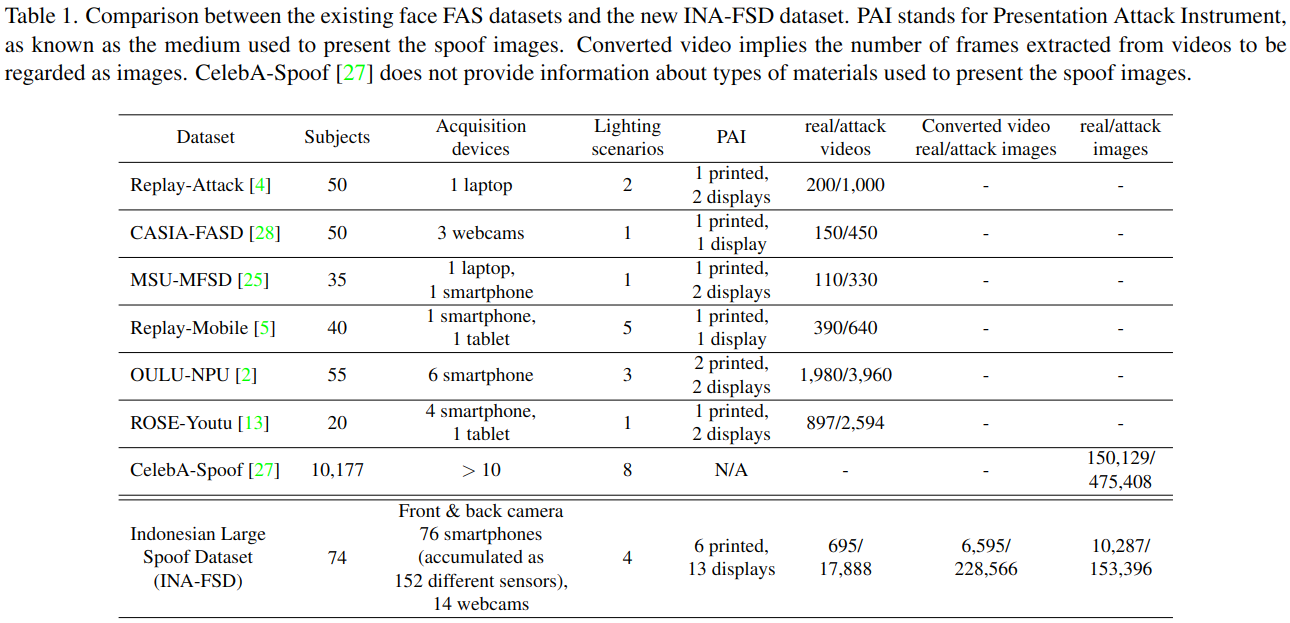 Table 1. Comparison between the existing face FAS datasets and the new INA-FSD dataset. PAI stands for Presentation Attack Instrument,
as known as the medium used to present the spoof images. Converted video implies the number of frames extracted from videos to be
regarded as images. CelebA-Spoof [27] does not provide information about types of materials used to present the spoof images.
Dataset Subjects Acquisition devices Lighting scenarios PAI real/attack videos Converted video real/attack images real/attack images
Replay-Attack [4] 50 1 laptop 2 1 printed, 2 displays 200/1,000 - -
CASIA-FASD [28] 50 3 webcams 1 1 printed, 1 display 150/450 - -
MSU-MFSD [25] 35 1 laptop, 1 smartphone 1 1 printed, 2 displays 110/330 - -
Replay-Mobile [5] 40 1 smartphone, 1 tablet 5 1 printed, 1 display 390/640 - -
OULU-NPU [2] 55 6 smartphone 3 2 printed, 2 displays 1,980/3,960 - -
ROSE-Youtu [13] 20 4 smartphone, 1 tablet 1 1 printed, 2 displays 897/2,594 - -
CelebA-Spoof [27] 10,177 > 10 8 N/A - - 150,129/ 475,408
Indonesian Large Spoof Dataset (INA-FSD) 74 Front & back camera 76 smartphones (accumulated as 152 different sensors), 14 webcams 4 6 printed, 13 displays 695/ 17,888 6,595/ 228,566 10,287/ 153,396